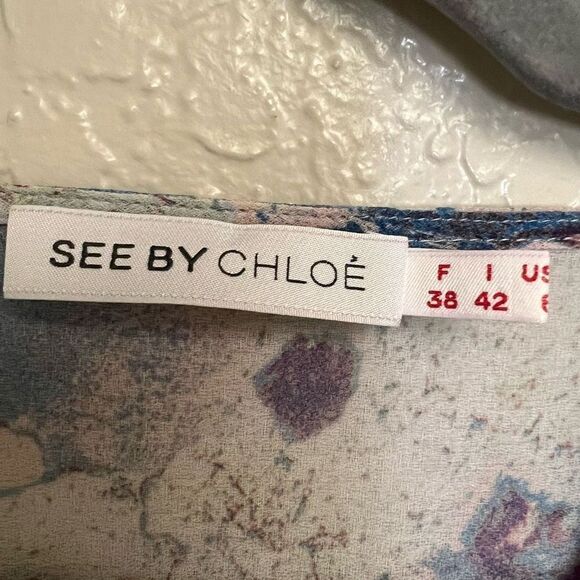 SEE BY CHLOÉ
F I US
38 42